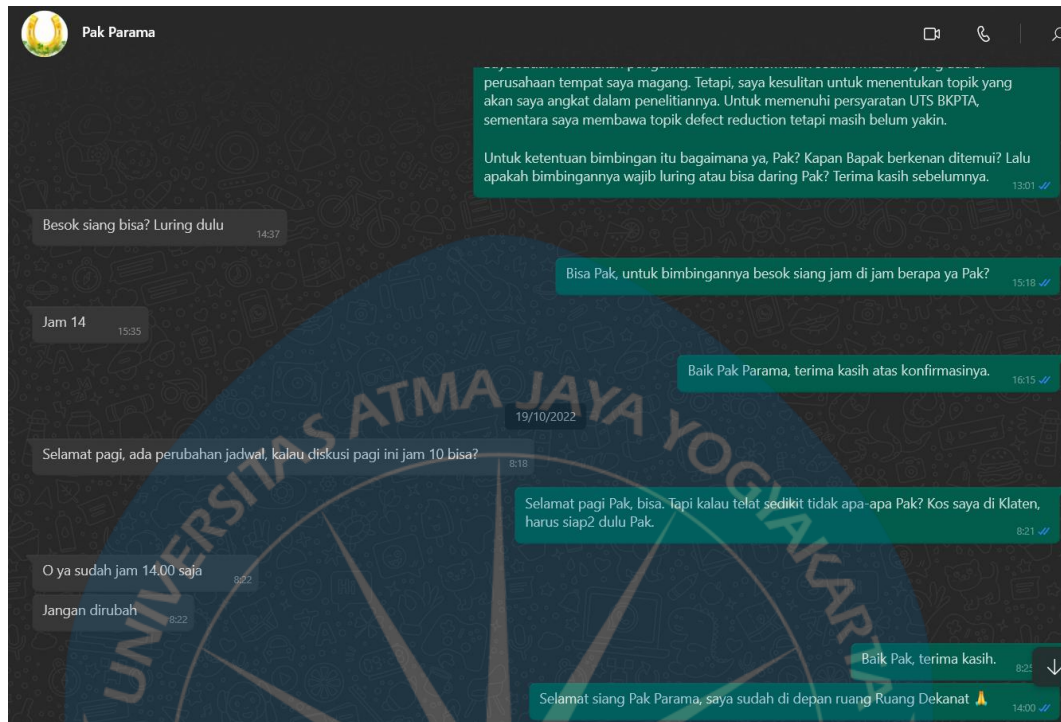 Pak Parama
perusahaan tempat saya magang. Tetapi, saya kesulitan untuk menentukan topik yang
akan saya angkat dalam penelitiannya. Untuk memenuhi persyaratan UTS BKPTA,
sementara saya membawa topik defect reduction tetapi masih belum yakin.
Untuk ketentuan bimbingan itu bagaimana ya, Pak? Kapan Bapak berkenan ditemui? Lalu
apakah bimbingannya wajib luring atau bisa daring Pak? Terima kasih sebelumnya.
13:01
Besok siang bisa? Luring dulu
14:37
Bisa Pak, untuk bimbingannya besok siang jam di jam berapa ya Pak?
15:18
Jam 14
15:35
Baik Pak Parama, terima kasih atas konfirmasinya.
16:15
19/10/2022
Selamat pagi, ada perubahan jadwal, kalau diskusi pagi ini jam 10 bisa?
8:18
Selamat pagi Pak, bisa. Tapi kalau telat sedikit tidak apa-apa Pak? Kos saya di Klaten,
harus siap2 dulu Pak.
8:21
O ya sudah jam 14.00 saja
8:22
Jangan dirubah
8:22
Baik Pak, terima kasih.
Selamat siang Pak Parama, saya sudah di depan ruang Ruang Dekanat 🙏
14:00
UNIVERSITAS ATMA JAYA YOGYAKARTA